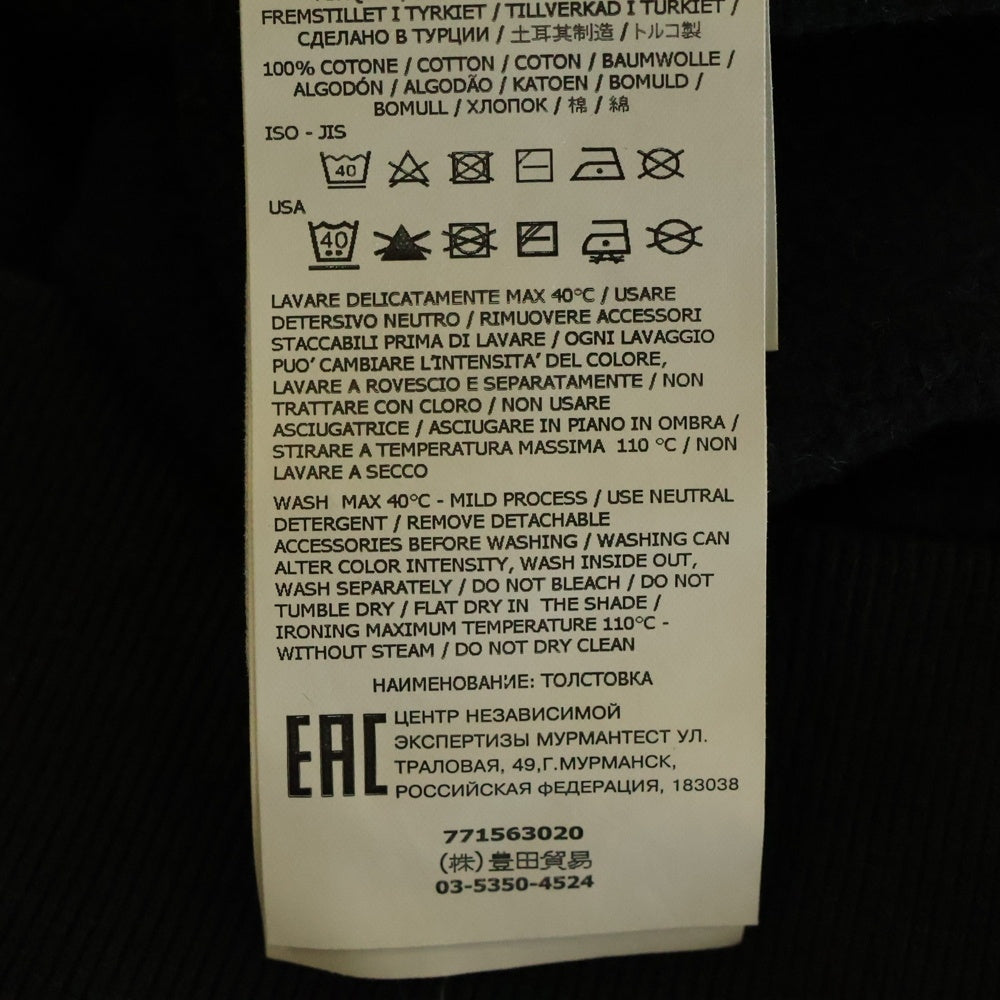 FREMSTILLET I TYRKIET / TILLVERKAD I TURKIET /
СДЕЛАНО В ТУРЦИИ / 土耳其制造 / トルコ製
100% COTONE / COTTON / COTON / BAUMWOLLE /
ALGODÓN / ALGODÃO / KATOEN / BOMULD /
BOMULL / ХЛОПОК / 棉 / 綿
ISO - JIS
40
USA
40
LAVARE DELICATAMENTE MAX 40°C / USARE
DETERSIVO NEUTRO / RIMUOVERE ACCESSORI
STACCABILI PRIMA DI LAVARE / OGNI LAVAGGIO
PUO' CAMBIARE L'INTENSITA' DEL COLORE,
LAVARE A ROVESCIO E SEPARATAMENTE / NON
TRATTARE CON CLORO / NON USARE
ASCIUGATRICE / ASCIUGARE IN PIANO IN OMBRA /
STIRARE A TEMPERATURA MASSIMA 110 °C / NON
LAVARE A SECCO
WASH MAX 40°C - MILD PROCESS / USE NEUTRAL
DETERGENT / REMOVE DETACHABLE
ACCESSORIES BEFORE WASHING / WASHING CAN
ALTER COLOR INTENSITY, WASH INSIDE OUT,
WASH SEPARATELY / DO NOT BLEACH / DO NOT
TUMBLE DRY / FLAT DRY IN THE SHADE /
IRONING MAXIMUM TEMPERATURE 110°C -
WITHOUT STEAM / DO NOT DRY CLEAN
НАИМЕНОВАНИЕ: ТОЛСТОВКА
EAC
ЦЕНТР НЕЗАВИСИМОЙ
ЭКСПЕРТИЗЫ МУРМАНТЕСТ УЛ.
ТРАЛОВАЯ, 49,Г.МУРМАНСК,
РОССИЙСКАЯ ФЕДЕРАЦИЯ, 183038
771563020
(株)豊田貿易
03-5350-4524